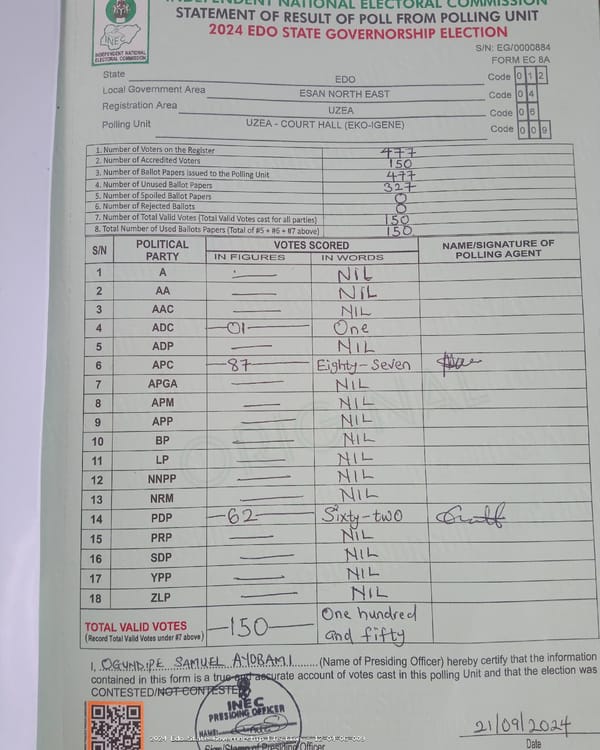 INDEPENDENT NATIONAL ELECTORAL COMMISSION
STATEMENT OF RESULT OF POLL FROM POLLING UNIT
2024 EDO STATE GOVERNORSHIP ELECTION
INEC
INDEPENDENT NATIONAL ELECTORAL COMMISSION
S/N: EG/0000884
FORM EC 8A
State EDO Code 0 1 2
Local Government Area ESAN NORTH EAST Code 0 4
Registration Area UZEA Code 0 6
Polling Unit UZEA - COURT HALL (EKO-IGENE) Code 0 0 9
1. Number of Voters on the Register 477
2. Number of Accredited Voters 150
3. Number of Ballot Papers Issued to the Polling Unit 477
4. Number of Unused Ballot Papers 327
5. Number of Spoiled Ballot Papers 0
6. Number of Rejected Ballots 0
7. Number of Total Valid Votes (Total Valid Votes cast for all parties) 150
8. Total Number of Used Ballot Papers (Total of #5 + #6 + #7 above) 150
S/N POLITICAL PARTY VOTES SCORED NAME/SIGNATURE OF POLLING AGENT
IN FIGURES IN WORDS
1 A — NIL
2 AA — NIL
3 AAC — NIL
4 ADC —01— One
5 ADP — NIL
6 APC —87— Eighty-Seven
7 APGA — NIL
8 APM — NIL
9 APP — NIL
10 BP — NIL
11 LP — NIL
12 NNPP — NIL
13 NRM — NIL
14 PDP —62— Sixty-two
15 PRP — NIL
16 SDP — NIL
17 YPP — NIL
18 ZLP — NIL
TOTAL VALID VOTES —150— One hundred
(Record Total Valid Votes under #7 above) and fifty
I, OGUNDIPE SAMUEL AYOBAMI (Name of Presiding Officer) hereby certify that the information
contained in this form is a true and accurate account of votes cast in this polling Unit and that the election was
CONTESTED/NOT CONTESTED
INEC
PRESIDING OFFICER
NAME:
21/09/2024
Sign/Stamp of Presiding Officer Date